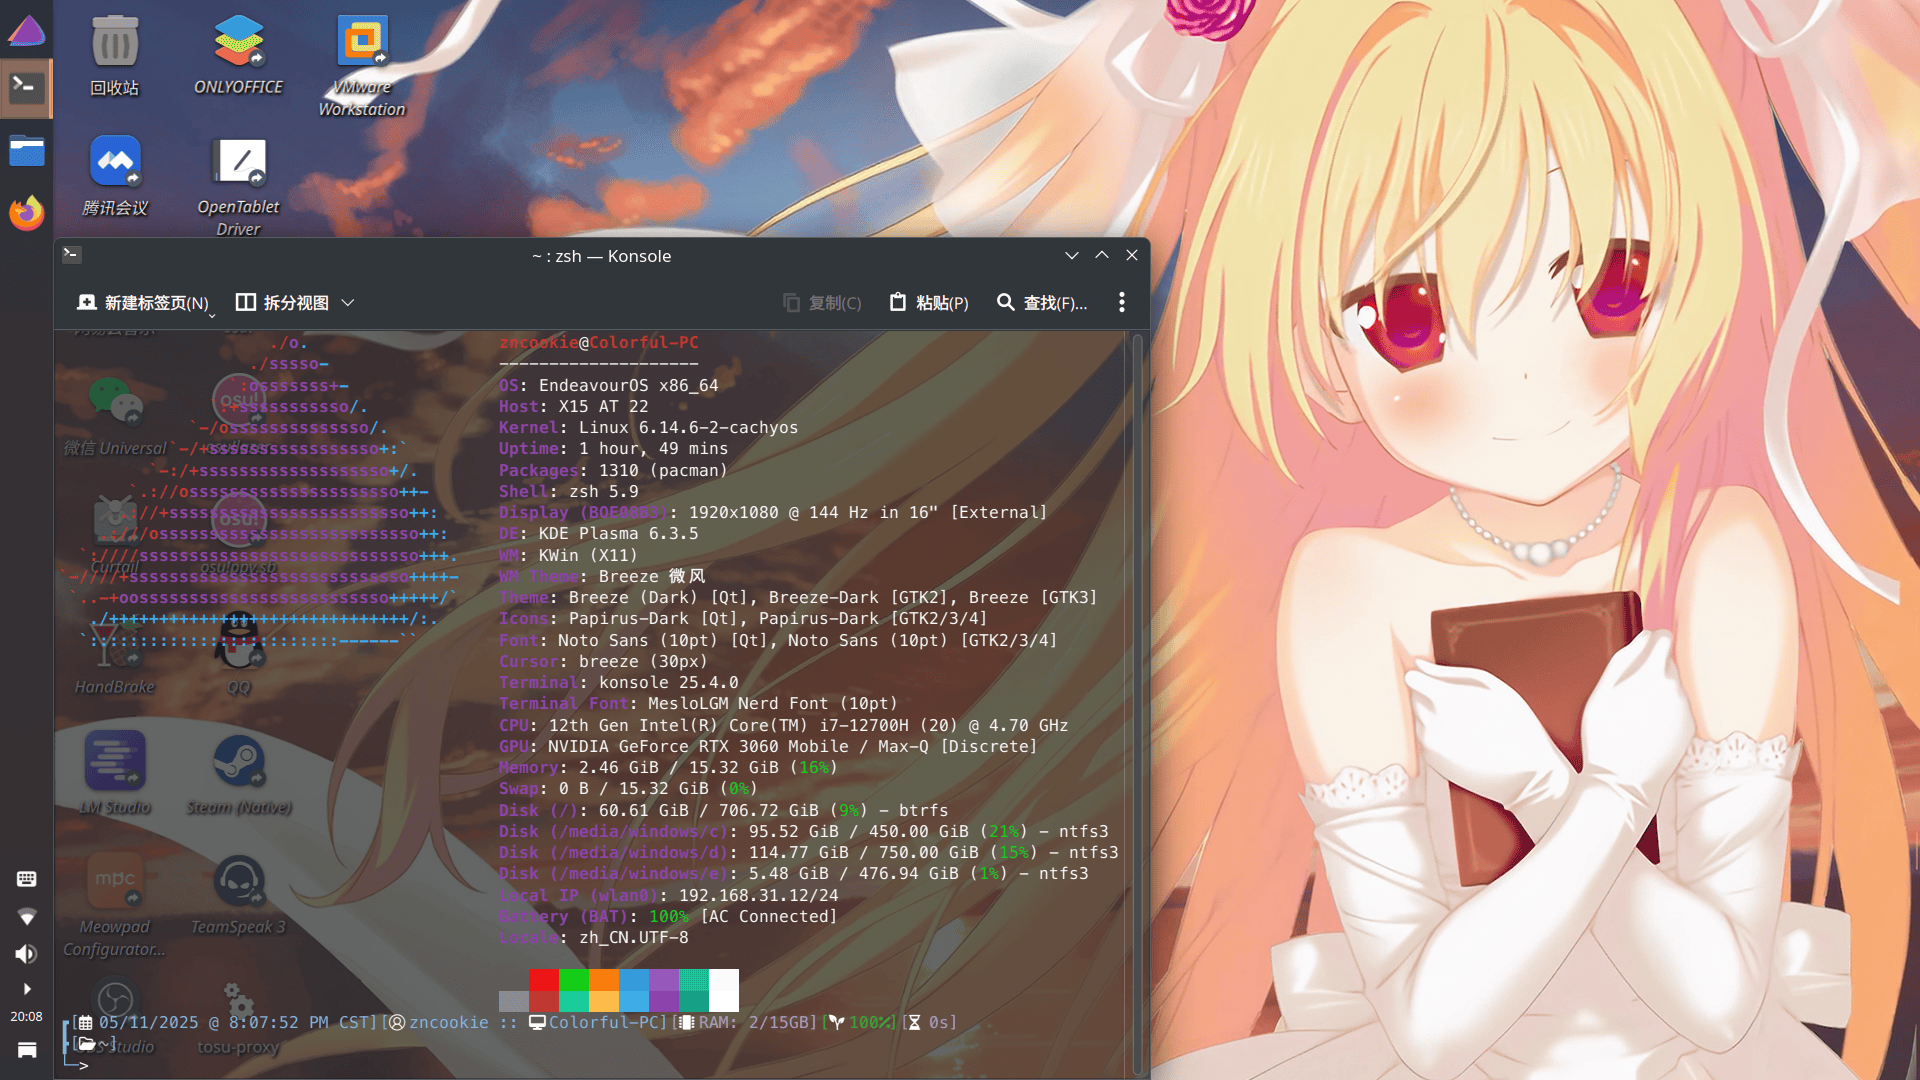 回收站
ONLYOFFICE
VMware
Workstation
腾讯会议
OpenTablet
Driver
~ : zsh — Konsole
新建标签页(N)
拆分视图
复制(C)
粘贴(P)
查找(F)...
./o.
./sssso-
`:osssssss+-
`:+sssssssssso/.
`-/ossssssssssssso/.
`-/+sssssssssssssssso+:`
`-:/+sssssssssssssssssso+/.
`.://osssssssssssssssssssso++-
.://+ssssssssssssssssssssssso++:
.:///ossssssssssssssssssssssssso++:
`:////ssssssssssssssssssssssssssso+++.
`-////+ssssssssssssssssssssssssssso++++-
`..-+oosssssssssssssssssssssssso+++++/`
./++++++++++++++++++++++++++++++/:.
`:::::::::::::::::::::::::------``
zncookie@Colorful-PC
--------------------
OS: EndeavourOS x86_64
Host: X15 AT 22
Kernel: Linux 6.14.6-2-cachyos
Uptime: 1 hour, 49 mins
Packages: 1310 (pacman)
Shell: zsh 5.9
Display (BOE00B3): 1920x1080 @ 144 Hz in 16" [External]
DE: KDE Plasma 6.3.5
WM: KWin (X11)
WM Theme: Breeze 微风
Theme: Breeze (Dark) [Qt], Breeze-Dark [GTK2], Breeze [GTK3]
Icons: Papirus-Dark [Qt], Papirus-Dark [GTK2/3/4]
Font: Noto Sans (10pt) [Qt], Noto Sans (10pt) [GTK2/3/4]
Cursor: breeze (30px)
Terminal: konsole 25.4.0
Terminal Font: MesloLGM Nerd Font (10pt)
CPU: 12th Gen Intel(R) Core(TM) i7-12700H (20) @ 4.70 GHz
GPU: NVIDIA GeForce RTX 3060 Mobile / Max-Q [Discrete]
Memory: 2.46 GiB / 15.32 GiB (16%)
Swap: 0 B / 15.32 GiB (0%)
Disk (/): 60.61 GiB / 706.72 GiB (9%) - btrfs
Disk (/media/windows/c): 95.52 GiB / 450.00 GiB (21%) - ntfs3
Disk (/media/windows/d): 114.77 GiB / 750.00 GiB (15%) - ntfs3
Disk (/media/windows/e): 5.48 GiB / 476.94 GiB (1%) - ntfs3
Local IP (wlan0): 192.168.31.12/24
Battery (BAT): 100% [AC Connected]
Locale: zh_CN.UTF-8
微信 Universal
osu!
Curtail
osu!
osu!ppy.sb
HandBrake
QQ
LM Studio
Steam (Native)
mpc
Meowpad
Configurator...
TeamSpeak 3
Studio
tosu-proxy
[05/11/2025 @ 8:07:52 PM CST][zncookie :: Colorful-PC][RAM: 2/15GB][100%][0s]
[~]
>
20:08